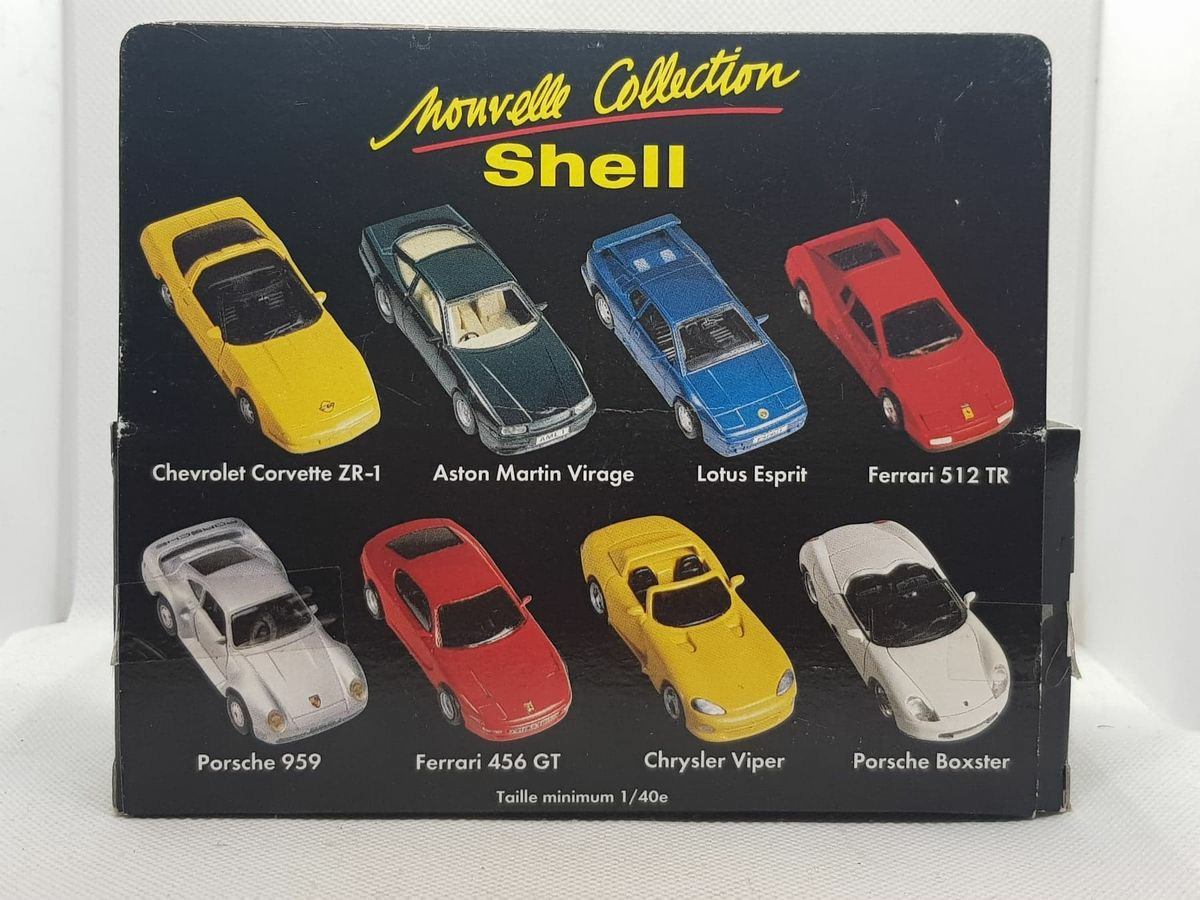 Nouvelle Collection
Shell
Chevrolet Corvette ZR-1 Aston Martin Virage Lotus Esprit Ferrari 512 TR
Porsche 959 Ferrari 456 GT Chrysler Viper Porsche Boxster
Taille minimum 1/40e